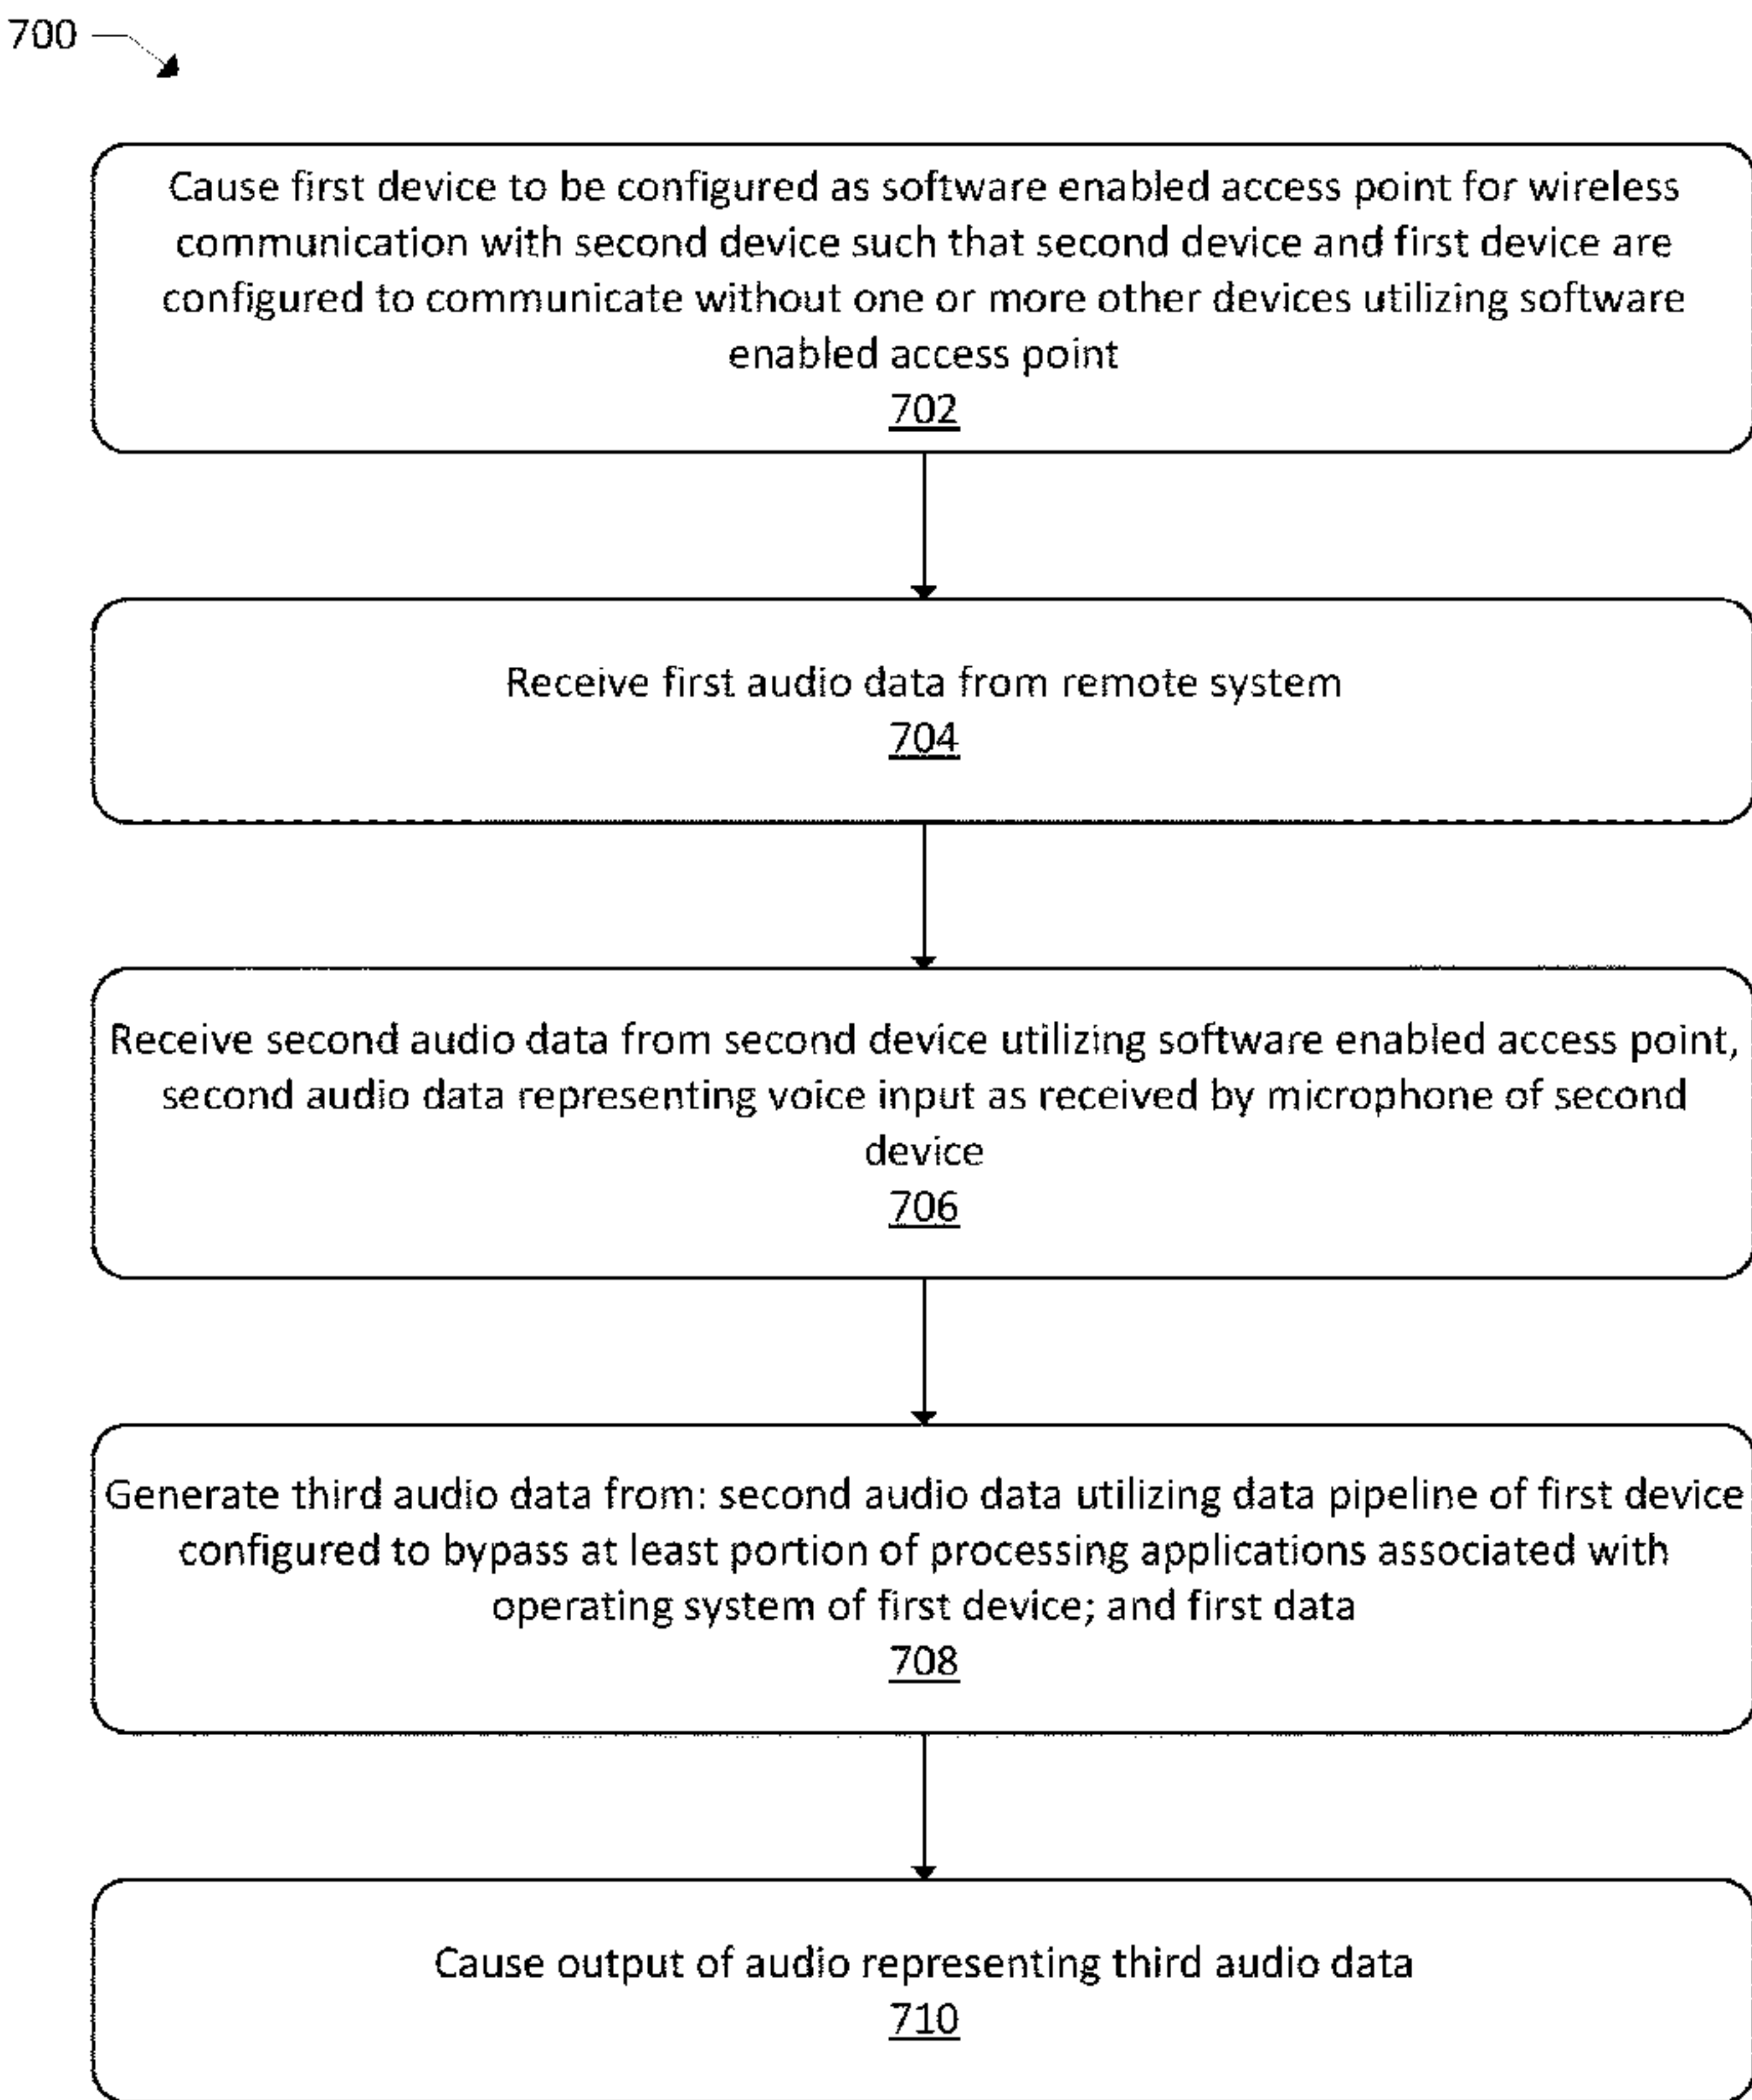 700
Cause first device to be configured as software enabled access point for wireless
communication with second device such that second device and first device are
configured to communicate without one or more other devices utilizing software
enabled access point
702
Receive first audio data from remote system
704
Receive second audio data from second device utilizing software enabled access point,
second audio data representing voice input as received by microphone of second
device
706
Generate third audio data from: second audio data utilizing data pipeline of first device
configured to bypass at least portion of processing applications associated with
operating system of first device; and first data
708
Cause output of audio representing third audio data
710